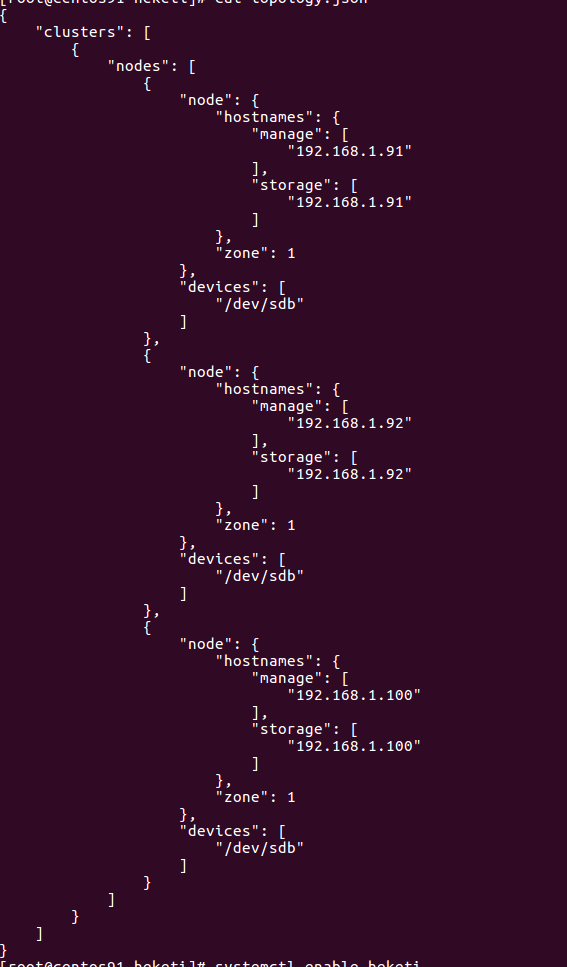 [root@centos91 heketi]# cat topology.json
{
    "clusters": [
        {
            "nodes": [
                {
                    "node": {
                        "hostnames": {
                            "manage": [
                                "192.168.1.91"
                            ],
                            "storage": [
                                "192.168.1.91"
                            ]
                        },
                        "zone": 1
                    },
                    "devices": [
                        "/dev/sdb"
                    ]
                },
                {
                    "node": {
                        "hostnames": {
                            "manage": [
                                "192.168.1.92"
                            ],
                            "storage": [
                                "192.168.1.92"
                            ]
                        },
                        "zone": 1
                    },
                    "devices": [
                        "/dev/sdb"
                    ]
                },
                {
                    "node": {
                        "hostnames": {
                            "manage": [
                                "192.168.1.100"
                            ],
                            "storage": [
                                "192.168.1.100"
                            ]
                        },
                        "zone": 1
                    },
                    "devices": [
                        "/dev/sdb"
                    ]
                }
            ]
        }
    ]
}
[root@centos91 heketi]# systemctl enable heketi